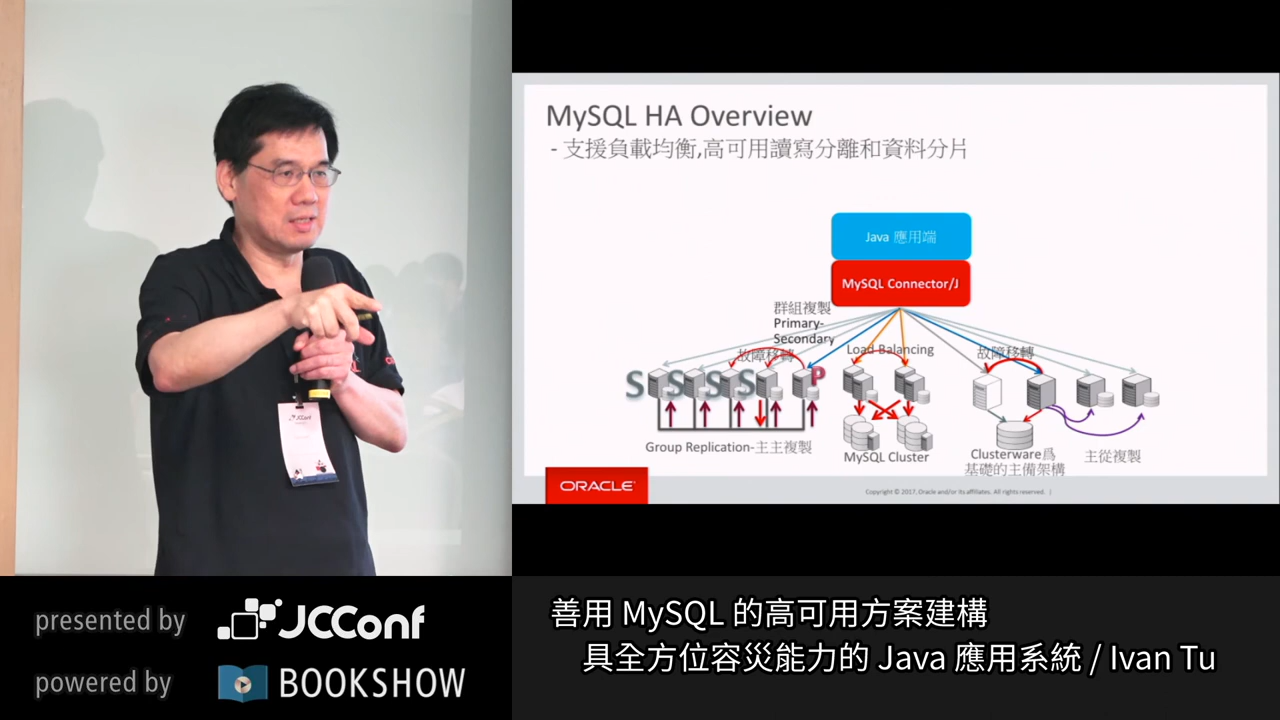 MySQL HA Overview
- 支援負載均衡,高可用讀寫分離和資料分片
Java 應用端
MySQL Connector/J
群組複製
Primary-
Secondary
故障移轉
Load Balancing
故障移轉
S S S S P
Group Replication-主主複製
MySQL Cluster
Clusterware爲
基礎的主備架構
主從複製
ORACLE
Copyright © 2017, Oracle and/or its affiliates. All rights reserved. |
JCConf
presented by JCConf
powered by BOOKSHOW
善用 MySQL 的高可用方案建構
具全方位容災能力的 Java 應用系統 / Ivan Tu